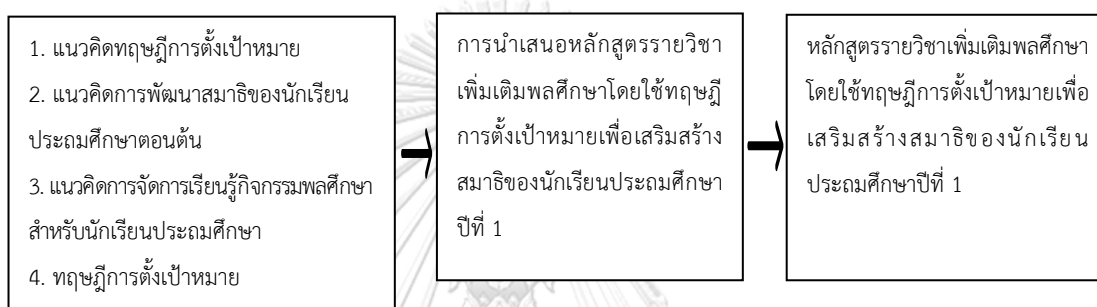 1. แนวคิดทฤษฎีการตั้งเป้าหมาย
2. แนวคิดการพัฒนาสมาธิของนักเรียน
ประถมศึกษาตอนต้น
3. แนวคิดการจัดการเรียนรู้กิจกรรมพลศึกษา
สำหรับนักเรียนประถมศึกษา
4. ทฤษฎีการตั้งเป้าหมาย
การนำเสนอหลักสูตรรายวิชา
เพิ่มเติมพลศึกษาโดยใช้ทฤษฎี
การตั้งเป้าหมายเพื่อเสริมสร้าง
สมาธิของนักเรียนประถมศึกษา
ปีที่ 1
หลักสูตรรายวิชาเพิ่มเติมพลศึกษา
โดยใช้ทฤษฎีการตั้งเป้าหมายเพื่อ
เสริมสร้างสมาธิของนักเรียน
ประถมศึกษาปีที่ 1